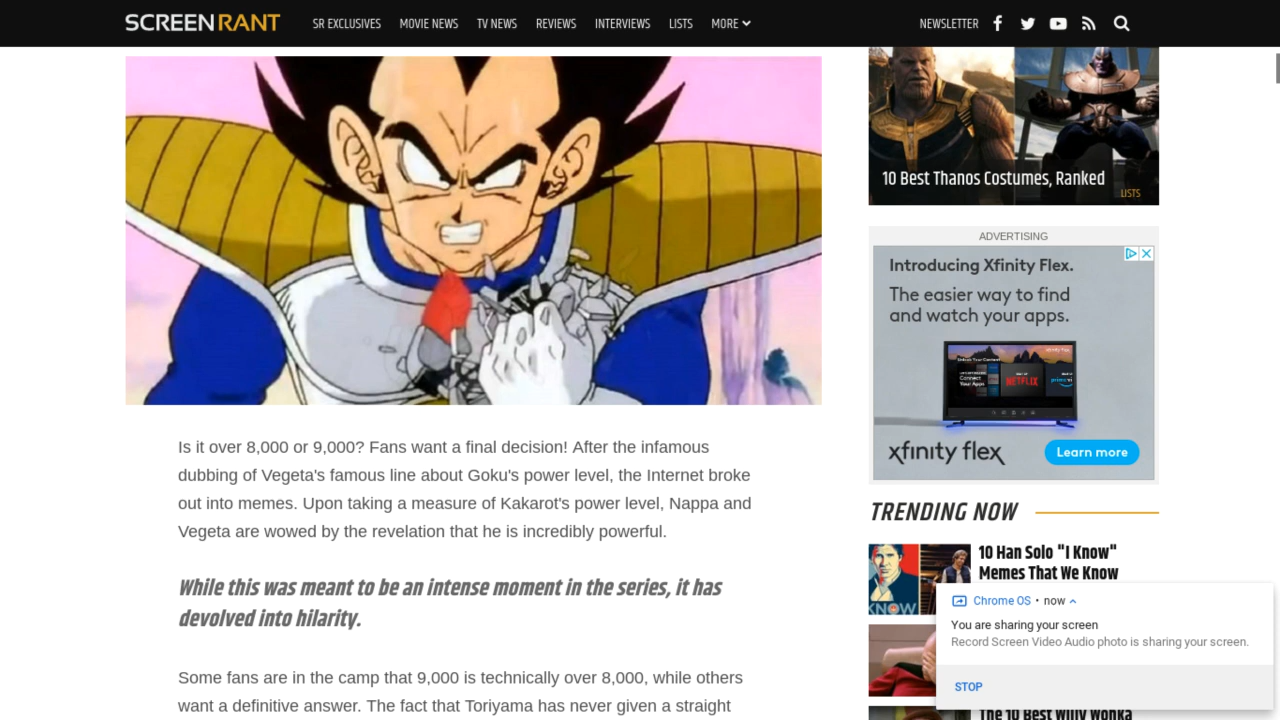 SCREEN RANT
SR EXCLUSIVES
MOVIE NEWS
TV NEWS
REVIEWS
INTERVIEWS
LISTS
MORE
NEWSLETTER
10 Best Thanos Costumes, Ranked
LISTS
ADVERTISING
Introducing Xfinity Flex.
The easier way to find
and watch your apps.
NETFLIX
xfinity flex
Learn more
Is it over 8,000 or 9,000? Fans want a final decision! After the infamous
dubbing of Vegeta's famous line about Goku's power level, the Internet broke
out into memes. Upon taking a measure of Kakarot's power level, Nappa and
Vegeta are wowed by the revelation that he is incredibly powerful.
While this was meant to be an intense moment in the series, it has
devolved into hilarity.
Some fans are in the camp that 9,000 is technically over 8,000, while others
want a definitive answer. The fact that Toriyama has never given a straight
TRENDING NOW
10 Han Solo "I Know"
Memes That We Know
KNOW
The 10 Best Willy Wonka
Chrome OS • now
You are sharing your screen
Record Screen Video Audio photo is sharing your screen.
STOP